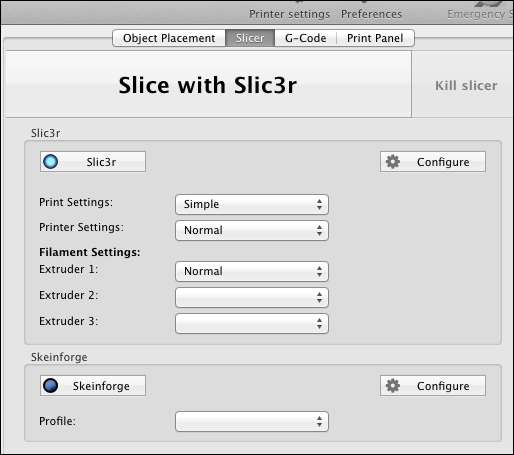 Printer settings Preferences Emergency S
Object Placement Slicer G-Code Print Panel
Slice with Slic3r Kill slicer
Slic3r
Slic3r Configure
Print Settings: Simple
Printer Settings: Normal
Filament Settings:
Extruder 1: Normal
Extruder 2:
Extruder 3:
Skeinforge
Skeinforge Configure
Profile: